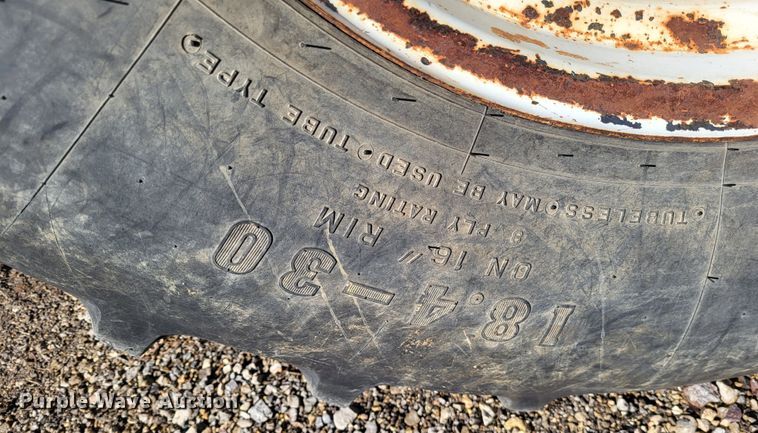 18.4-30
ON 16" RIM
8 PLY RATING
TUBELESS○MAY BE USED○TUBE TYPE○
Purple Wave Auction